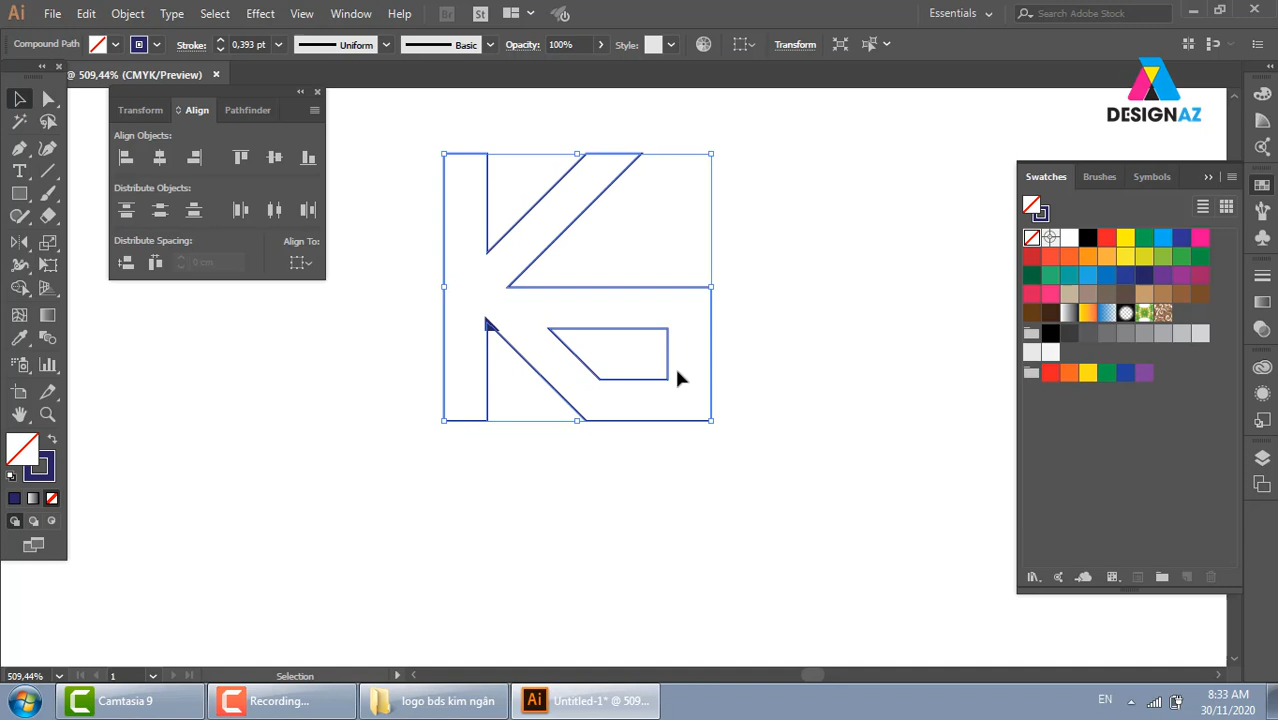 Ai File Edit Object Type Select Effect View Window Help Br St Essentials Search Adobe Stock
Compound Path Stroke: 0,393 pt Uniform Basic Opacity: 100% Style: Transform
@ 509,44% (CMYK/Preview)
DESIGNAZ
Transform Align Pathfinder
Align Objects:
Distribute Objects:
Distribute Spacing: Align To:
0 cm
Swatches Brushes Symbols
509,44% 1 Selection
Camtasia 9 Recording... logo bds kim ngân Ai Untitled-1* @ 509... EN 8:33 AM
30/11/2020